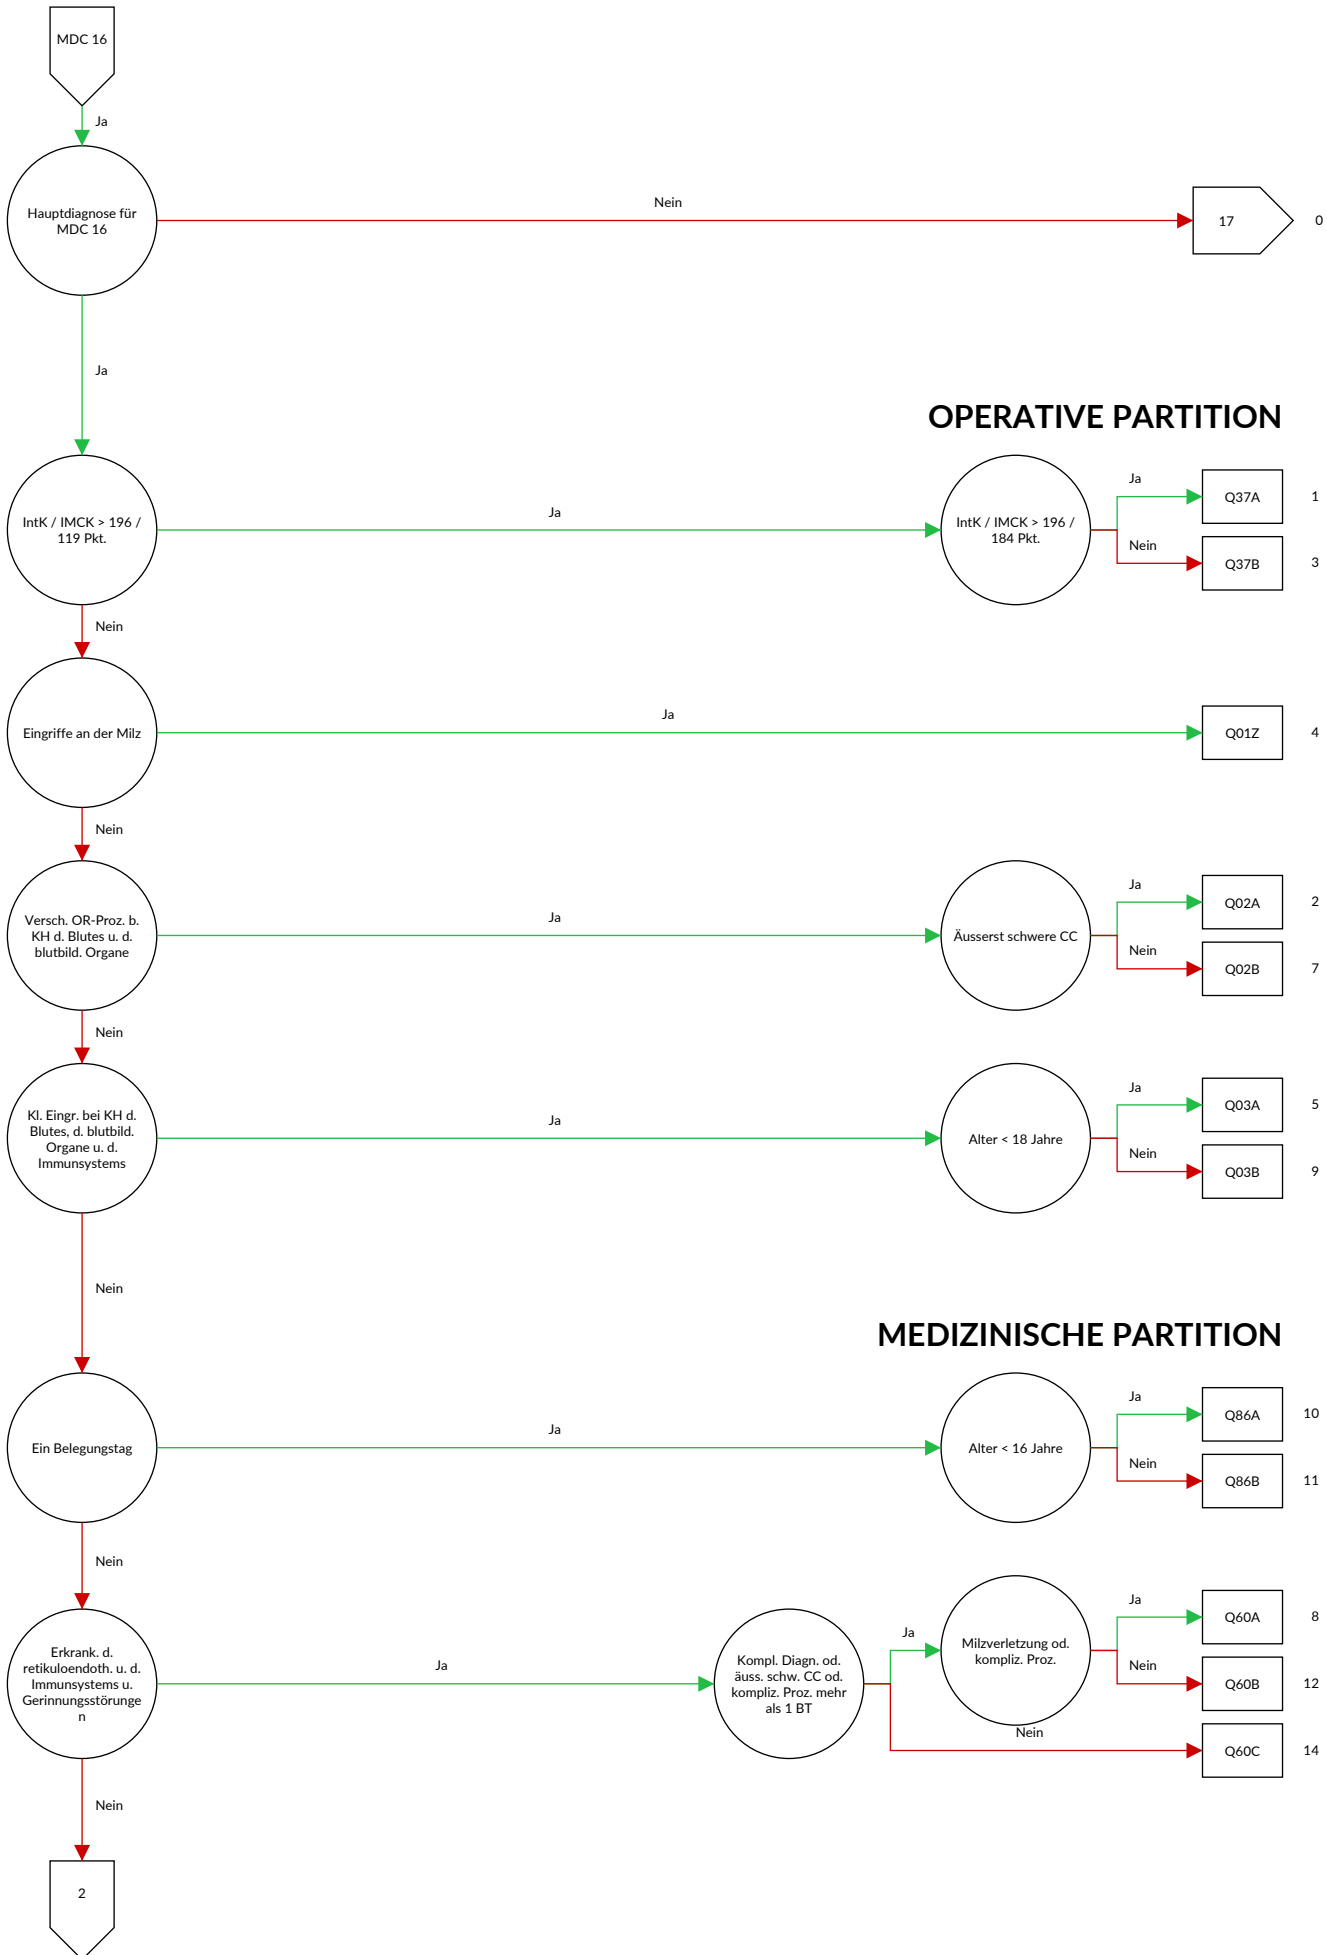 MDC 16
Ja
Hauptdiagnose für
MDC 16
Nein
17
0
Ja
OPERATIVE PARTITION
IntK / IMCK > 196 /
119 Pkt.
Ja
IntK / IMCK > 196 /
184 Pkt.
Ja
Q37A
1
Nein
Q37B
3
Nein
Eingriffe an der Milz
Ja
Q01Z
4
Nein
Versch. OR-Proz. b.
KH d. Blutes u. d.
blutbild. Organe
Ja
Äusserst schwere CC
Ja
Q02A
2
Nein
Q02B
7
Nein
Kl. Eingr. bei KH d.
Blutes, d. blutbild.
Organe u. d.
Immunsystems
Ja
Alter < 18 Jahre
Ja
Q03A
5
Nein
Q03B
9
Nein
MEDIZINISCHE PARTITION
Ein Belegungstag
Ja
Alter < 16 Jahre
Ja
Q86A
10
Nein
Q86B
11
Nein
Erkrank. d.
retikuloendoth. u. d.
Immunsystems u.
Gerinnungsstörunge
n
Ja
Kompl. Diagn. od.
äuss. schw. CC od.
kompliz. Proz. mehr
als 1 BT
Ja
Milzverletzung od.
kompliz. Proz.
Ja
Q60A
8
Nein
Q60B
12
Nein
Q60C
14
Nein
2